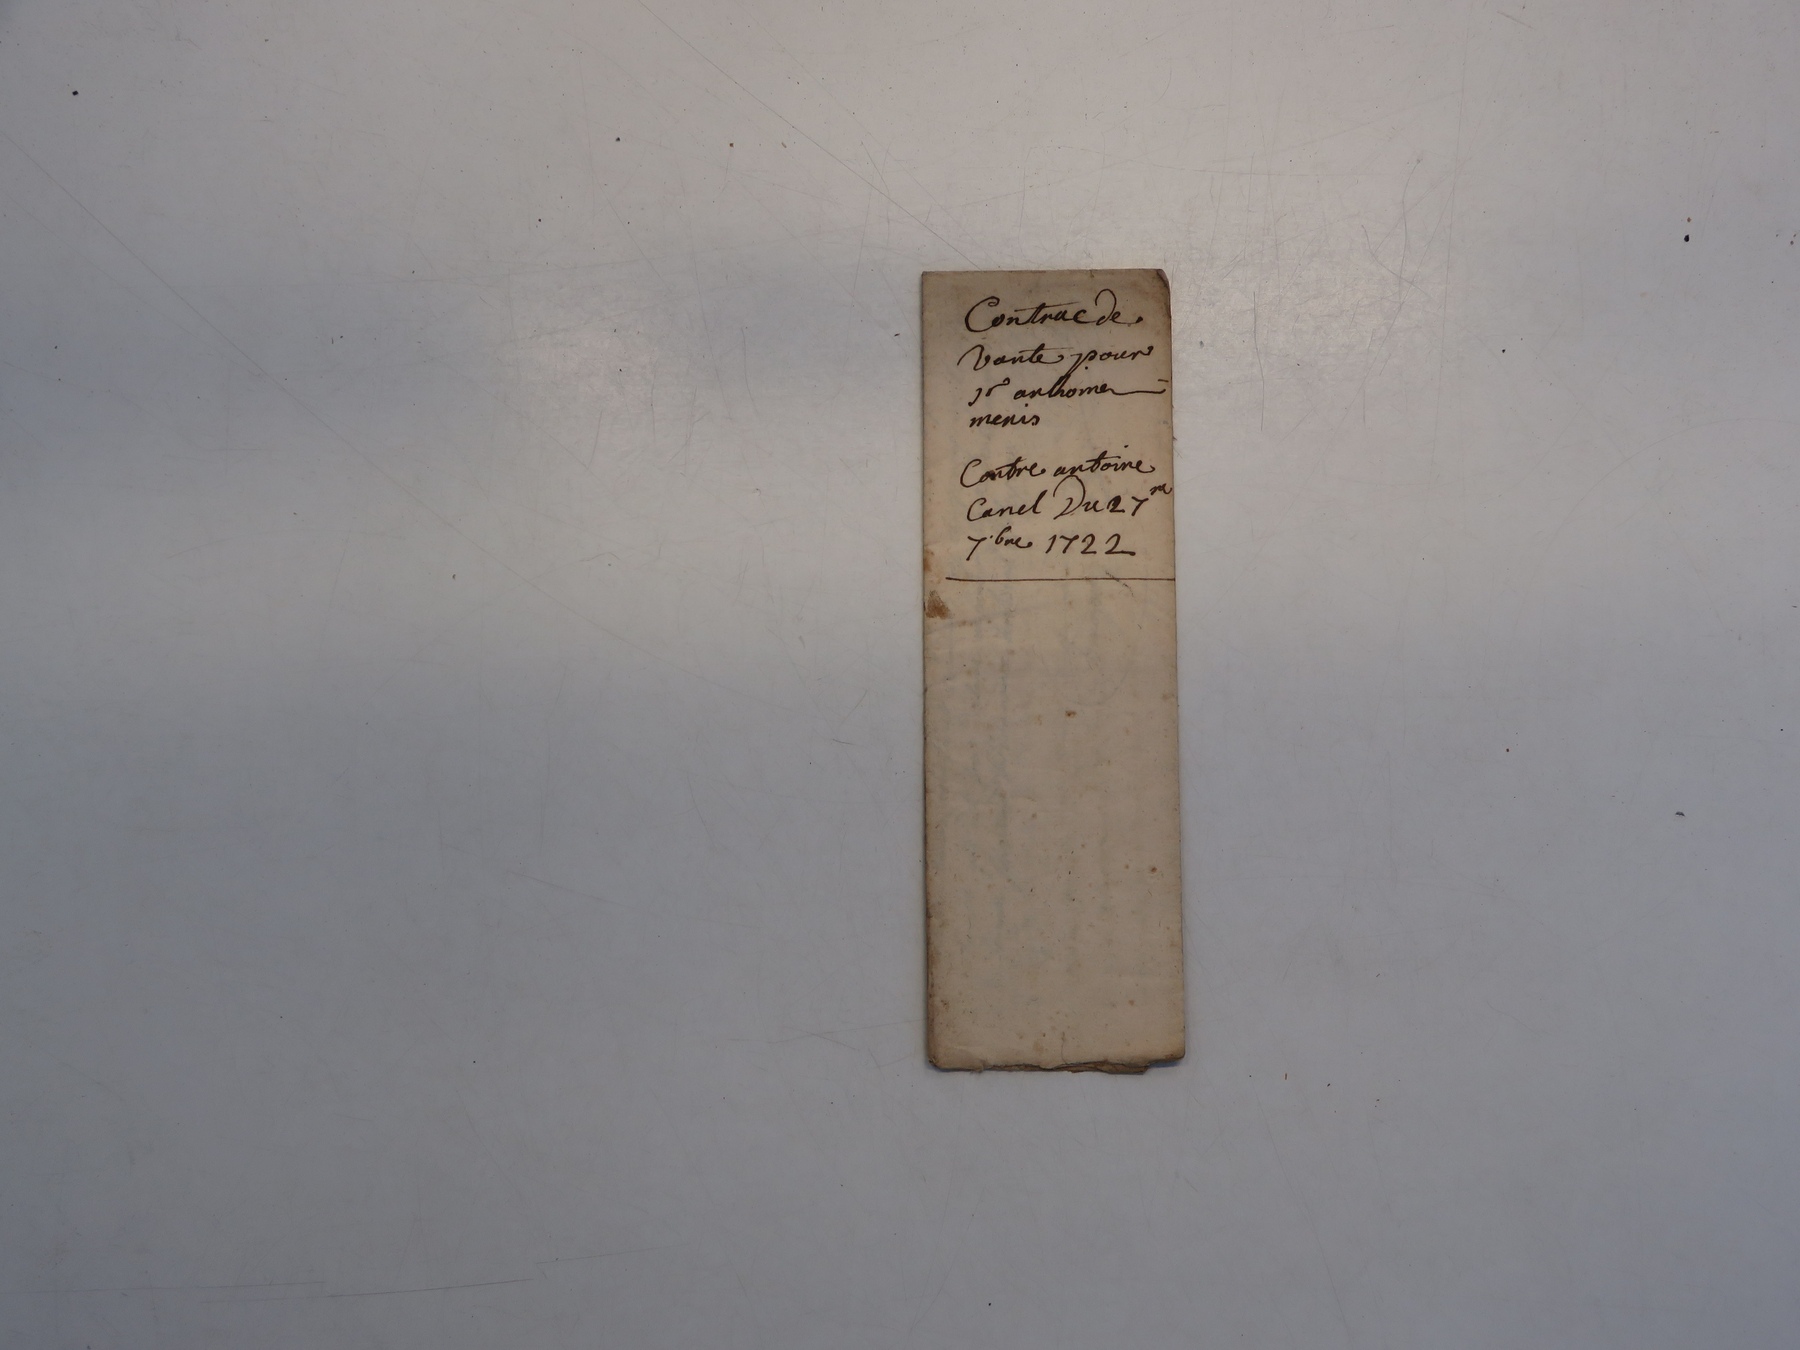 Contrac de
vante pour
sr anthoine
menis
Contre antoine
Canel Du 27me
7bre 1722